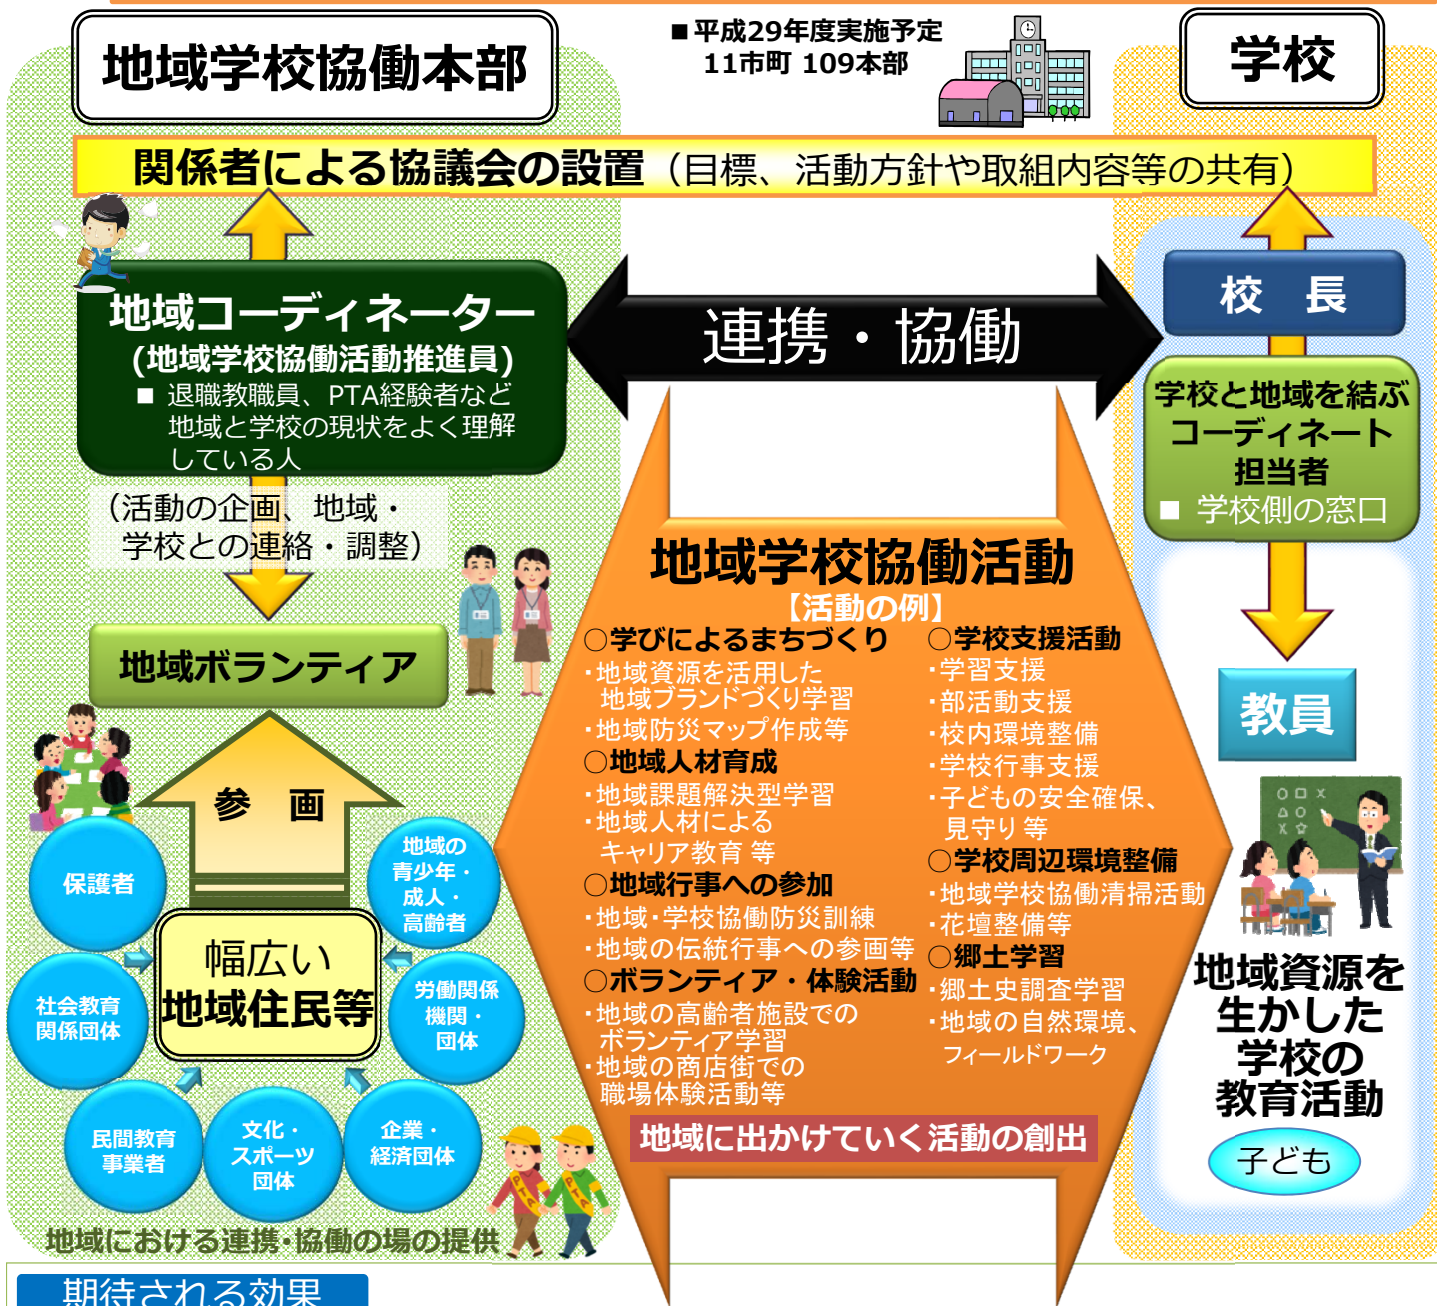 ■平成29年度実施予定
11市町 109本部
地域学校協働本部
学校
関係者による協議会の設置（目標、活動方針や取組内容等の共有）
地域コーディネーター
(地域学校協働活動推進員)
■ 退職教職員、PTA経験者など
地域と学校の現状をよく理解
している人
（活動の企画、地域・
学校との連絡・調整）
地域ボランティア
参　画
保護者
地域の
青少年・
成人・
高齢者
社会教育
関係団体
幅広い
地域住民等
労働関係
機関・
団体
民間教育
事業者
文化・
スポーツ
団体
企業・
経済団体
地域における連携・協働の場の提供
連携・協働
地域学校協働活動
【活動の例】
○学びによるまちづくり
・地域資源を活用した
地域ブランドづくり学習
・地域防災マップ作成等
○地域人材育成
・地域課題解決型学習
・地域人材による
キャリア教育 等
○地域行事への参加
・地域・学校協働防災訓練
・地域の伝統行事への参画等
○ボランティア・体験活動
・地域の高齢者施設での
ボランティア学習
・地域の商店街での
職場体験活動等
○学校支援活動
・学習支援
・部活動支援
・校内環境整備
・学校行事支援
・子どもの安全確保、
見守り 等
○学校周辺環境整備
・地域学校協働清掃活動
・花壇整備等
○郷土学習
・郷土史調査学習
・地域の自然環境、
フィールドワーク
地域に出かけていく活動の創出
校　長
学校と地域を結ぶ
コーディネート
担当者
■ 学校側の窓口
教員
地域資源を
生かした
学校の
教育活動
子ども
期待される効果